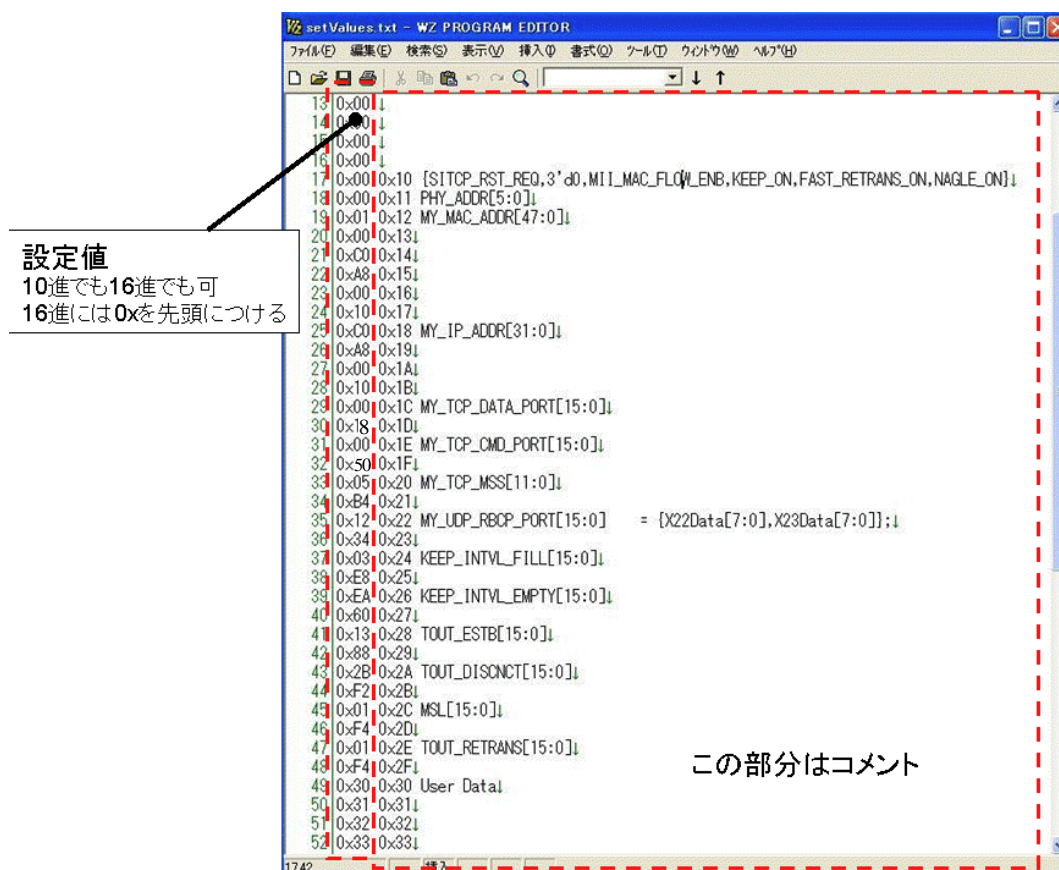 setValues.txt - WZ PROGRAM EDITOR
ファイル(F) 編集(E) 検索(S) 表示(V) 挿入(I) 書式(O) ツール(T) ウィンドウ(W) ヘルプ(H)
13 0x00↓
14 0x00↓
15 0x00↓
16 0x00↓
17 0x00 0x10 {SITCP_RST_REQ,3'd0,MII_MAC_FLOW_ENB,KEEP_ON,FAST_RETRANS_ON,NAGLE_ON}↓
18 0x00 0x11 PHY_ADDR[5:0]↓
19 0x01 0x12 MY_MAC_ADDR[47:0]↓
20 0x00 0x13↓
21 0xC0 0x14↓
22 0xA8 0x15↓
23 0x00 0x16↓
24 0x10 0x17↓
25 0xC0 0x18 MY_IP_ADDR[31:0]↓
26 0xA8 0x19↓
27 0x00 0x1A↓
28 0x10 0x1B↓
29 0x00 0x1C MY_TCP_DATA_PORT[15:0]↓
30 0x18 0x1D↓
31 0x00 0x1E MY_TCP_CMD_PORT[15:0]↓
32 0x50 0x1F↓
33 0x05 0x20 MY_TCP_MSS[11:0]↓
34 0xB4 0x21↓
35 0x12 0x22 MY_UDP_RBCP_PORT[15:0] = {X22Data[7:0],X23Data[7:0]};↓
36 0x34 0x23↓
37 0x03 0x24 KEEP_INTVL_FILL[15:0]↓
38 0xE8 0x25↓
39 0xEA 0x26 KEEP_INTVL_EMPTY[15:0]↓
40 0x60 0x27↓
41 0x13 0x28 TOUT_ESTB[15:0]↓
42 0x88 0x29↓
43 0x2B 0x2A TOUT_DISCNCT[15:0]↓
44 0xF2 0x2B↓
45 0x01 0x2C MSL[15:0]↓
46 0xF4 0x2D↓
47 0x01 0x2E TOUT_RETRANS[15:0]↓
48 0xF4 0x2F↓
49 0x30 0x30 User Data↓
50 0x31 0x31↓
51 0x32 0x32↓
52 0x33 0x33↓
設定値
10進でも16進でも可
16進には0xを先頭につける
この部分はコメント
1742 挿入